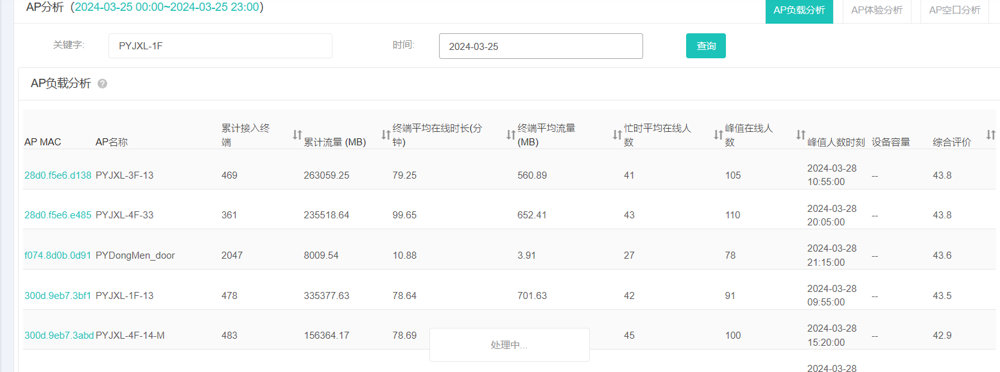 AP分析（2024-03-25 00:00~2024-03-25 23:00）
AP负载分析 AP体验分析 AP空口分析
关键字: PYJXL-1F 时间: 2024-03-25 查询
AP负载分析 ?
AP MAC AP名称 累计接入终端 累计流量 (MB) 终端平均在线时长(分钟) 终端平均流量 (MB) 忙时平均在线人数 峰值在线人数 峰值人数时刻 设备容量 综合评价
28d0.f5e6.d138 PYJXL-3F-13 469 263059.25 79.25 560.89 41 105 2024-03-28 10:55:00 -- 43.8
28d0.f5e6.e485 PYJXL-4F-33 361 235518.64 99.65 652.41 43 110 2024-03-28 20:05:00 -- 43.8
f074.8d0b.0d91 PYDongMen_door 2047 8009.54 10.88 3.91 27 78 2024-03-28 21:15:00 -- 43.6
300d.9eb7.3bf1 PYJXL-1F-13 478 335377.63 78.64 701.63 42 91 2024-03-28 09:55:00 -- 43.5
300d.9eb7.3abd PYJXL-4F-14-M 483 156364.17 78.69 45 100 2024-03-28 15:20:00 -- 42.9
处理中...
2024-03-28